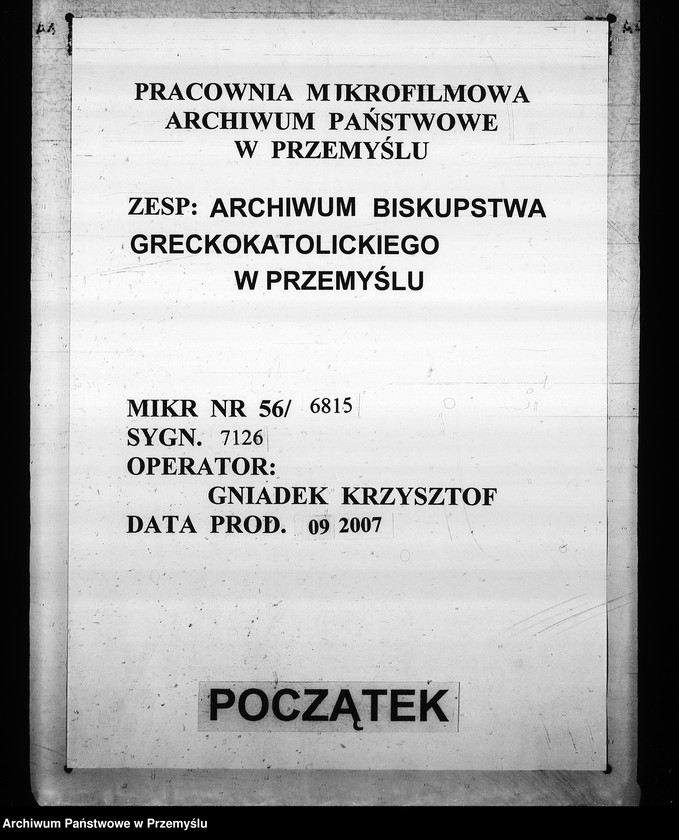 PRACOWNIA MIKROFILMOWA
ARCHIWUM PAŃSTWOWE
W PRZEMYŚLU
ZESP: ARCHIWUM BISKUPSTWA
GRECKOKATOLICKIEGO
W PRZEMYŚLU
MIKR NR 56/ 6815
SYGN. 7126
OPERATOR:
GNIADEK KRZYSZTOF
DATA PROD. 09 2007
POCZĄTEK
Archiwum Państwowe w Przemyślu